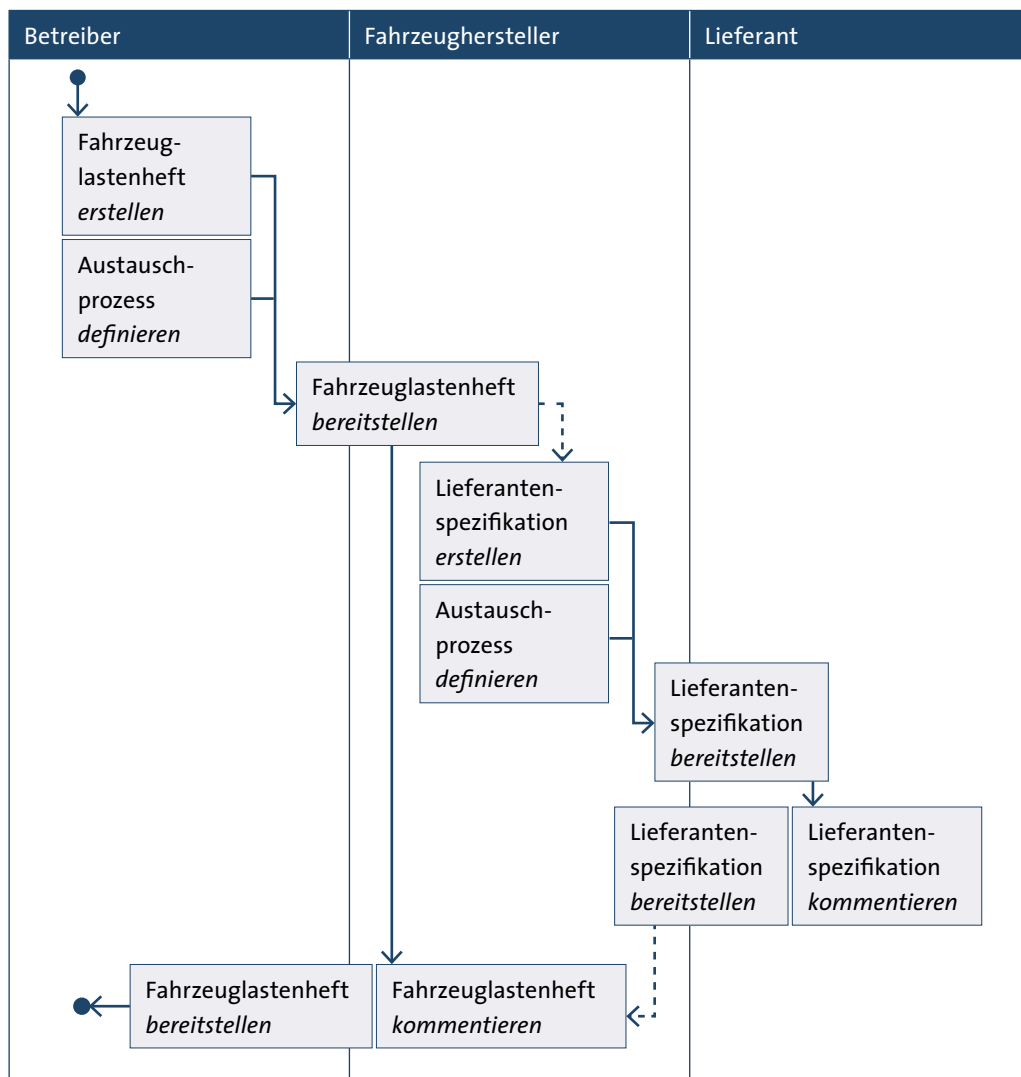 Betreiber
Fahrzeughersteller
Lieferant
Fahrzeug-
lastenheft
erstellen
Austausch-
prozess
definieren
Fahrzeuglastenheft
bereitstellen
Lieferanten-
spezifikation
erstellen
Austausch-
prozess
definieren
Lieferanten-
spezifikation
bereitstellen
Lieferanten-
spezifikation
bereitstellen
Lieferanten-
spezifikation
kommentieren
Fahrzeuglastenheft
bereitstellen
Fahrzeuglastenheft
kommentieren